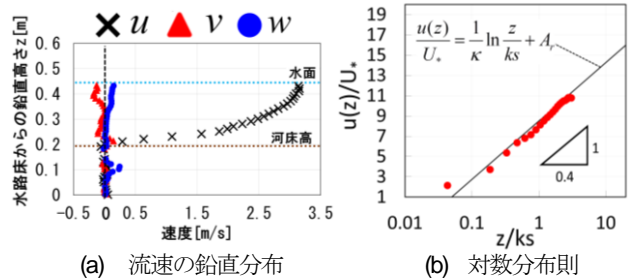 u v w
水路床からの鉛直高さz[m]
0.6
0.5
0.4
0.3
0.2
0.1
0
水面
河床高
-0.5 0 0.5 1.5 2.5 3.5
速度[m/s]
(a) 流速の鉛直分布
u(z)/U*
19
17
15
13
11
9
7
5
3
1
u(z)/U* = 1/κ ln z/ks + Ar
1
0.4
0.01 0.1 1 10
z/ks
(b) 対数分布則